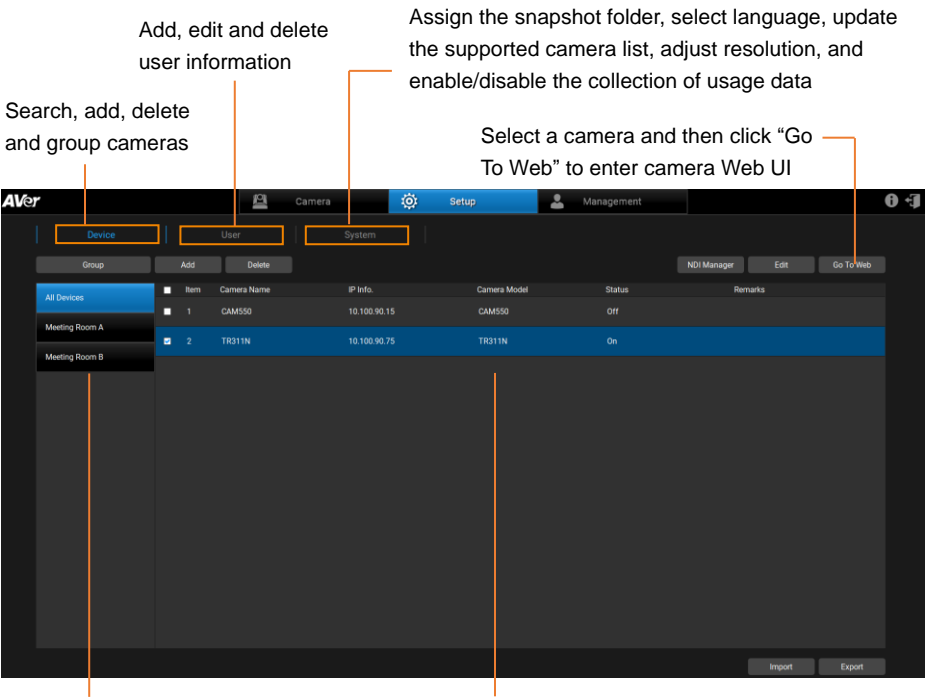 Assign the snapshot folder, select language, update
the supported camera list, adjust resolution, and
enable/disable the collection of usage data
Add, edit and delete
user information
Search, add, delete
and group cameras
Select a camera and then click “Go
To Web” to enter camera Web UI
AVer Camera Setup Management
Device User System
Group Add Delete NDI Manager Edit Go To Web
All Devices
Meeting Room A
Meeting Room B
Item Camera Name IP Info. Camera Model Status Remarks
1 CAM550 10.100.90.15 CAM550 Off
2 TR311N 10.100.90.75 TR311N On
Import Export